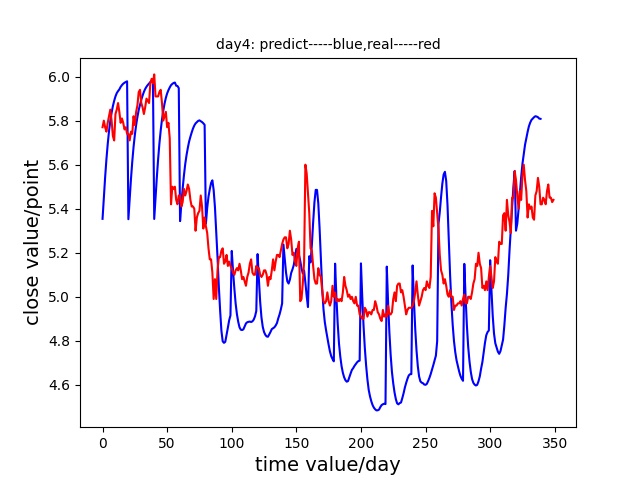 day4: predict-----blue,real-----red
6.0
5.8
5.6
5.4
5.2
5.0
4.8
4.6
close value/point
0 50 100 150 200 250 300 350
time value/day